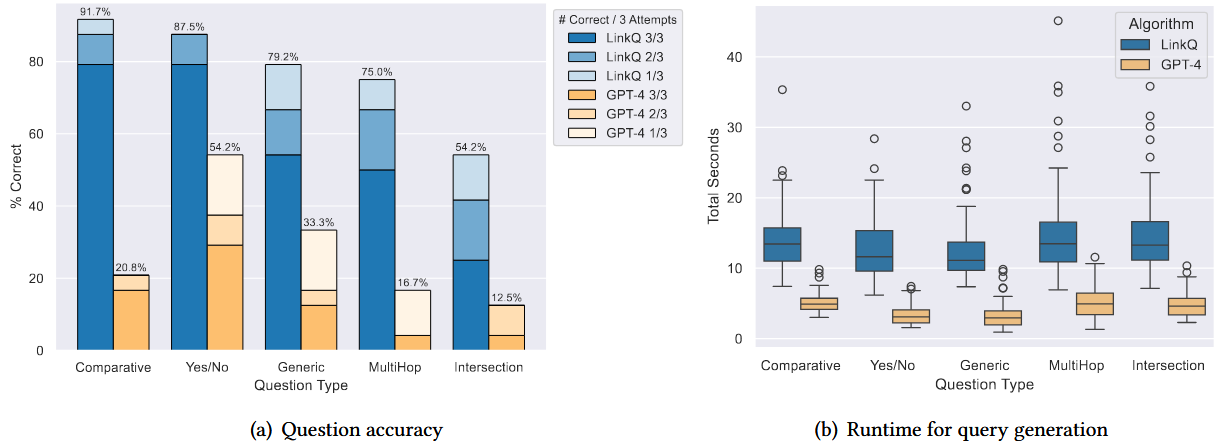 91.7%
87.5%
79.2%
75.0%
54.2%
54.2%
33.3%
20.8%
16.7%
12.5%
80
60
40
20
0
% Correct
Comparative
Yes/No
Generic
MultiHop
Intersection
Question Type
# Correct / 3 Attempts
LinkQ 3/3
LinkQ 2/3
LinkQ 1/3
GPT-4 3/3
GPT-4 2/3
GPT-4 1/3
(a) Question accuracy
40
30
20
10
0
Total Seconds
Algorithm
LinkQ
GPT-4
Comparative
Yes/No
Generic
MultiHop
Intersection
Question Type
(b) Runtime for query generation